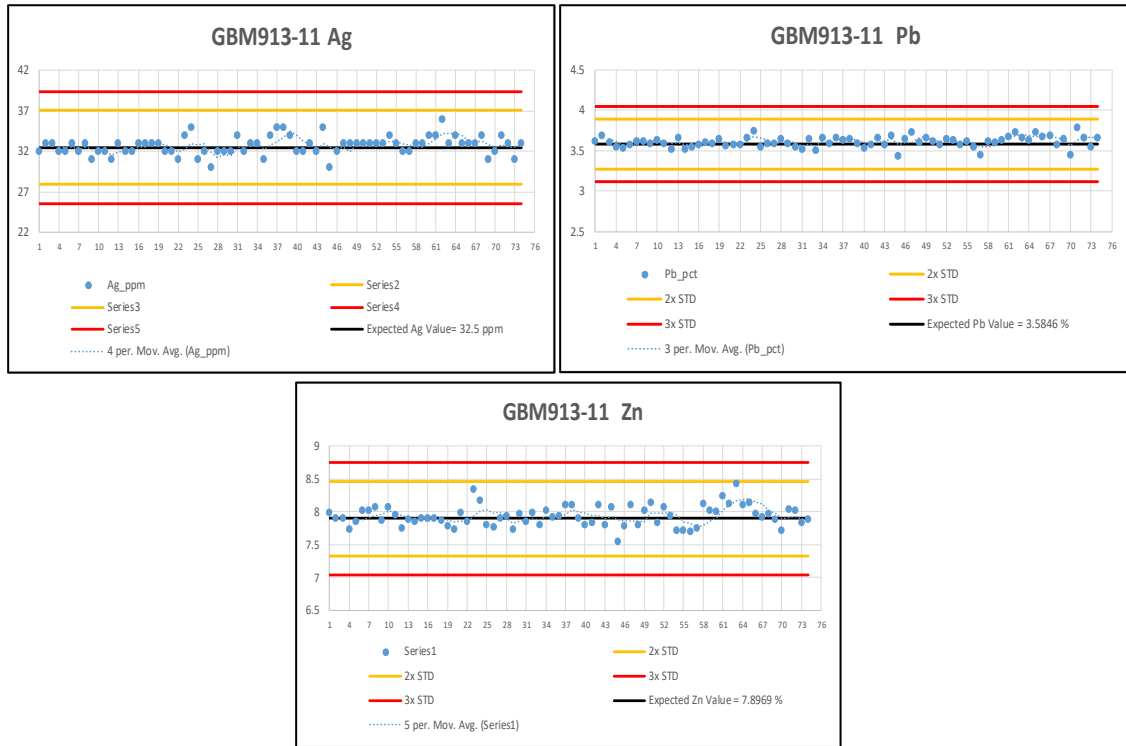 GBM913-11 Ag
42
37
32
27
22
1 4 7 10 13 16 19 22 25 28 31 34 37 40 43 46 49 52 55 58 61 64 67 70 73 76
Ag_ppm Series2
Series3 Series4
Series5 Expected Ag Value= 32.5 ppm
4 per. Mov. Avg. (Ag_ppm)
GBM913-11 Pb
4.5
4
3.5
3
2.5
1 4 7 10 13 16 19 22 25 28 31 34 37 40 43 46 49 52 55 58 61 64 67 70 73 76
Pb_pct 2x STD
2x STD 3x STD
3x STD Expected Pb Value = 3.5846 %
3 per. Mov. Avg. (Pb_pct)
GBM913-11 Zn
9
8.5
8
7.5
7
6.5
1 4 7 10 13 16 19 22 25 28 31 34 37 40 43 46 49 52 55 58 61 64 67 70 73 76
Series1 2x STD
2x STD 3x STD
3x STD Expected Zn Value = 7.8969 %
5 per. Mov. Avg. (Series1)